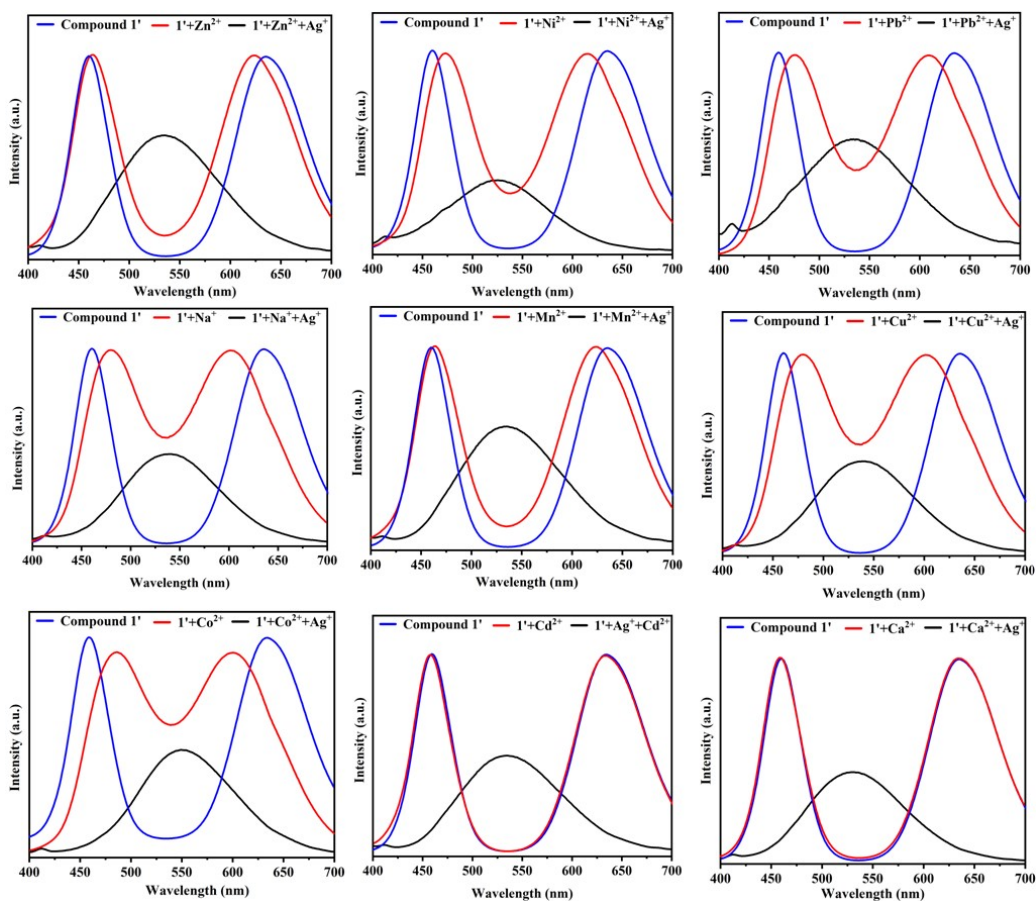 Compound 1' 1'+Zn²⁺ 1'+Zn²⁺+Ag⁺
Intensity (a.u.)
400 450 500 550 600 650 700
Wavelength (nm)
Compound 1' 1'+Ni²⁺ 1'+Ni²⁺+Ag⁺
Intensity (a.u.)
400 450 500 550 600 650 700
Wavelength (nm)
Compound 1' 1'+Pb²⁺ 1'+Pb²⁺+Ag⁺
Intensity (a.u.)
400 450 500 550 600 650 700
Wavelength (nm)
Compound 1' 1'+Na⁺ 1'+Na⁺+Ag⁺
Intensity (a.u.)
400 450 500 550 600 650 700
Wavelength (nm)
Compound 1' 1'+Mn²⁺ 1'+Mn²⁺+Ag⁺
Intensity (a.u.)
400 450 500 550 600 650 700
Wavelength (nm)
Compound 1' 1'+Cu²⁺ 1'+Cu²⁺+Ag⁺
Intensity (a.u.)
400 450 500 550 600 650 700
Wavelength (nm)
Compound 1' 1'+Co²⁺ 1'+Co²⁺+Ag⁺
Intensity (a.u.)
400 450 500 550 600 650 700
Wavelength (nm)
Compound 1' 1'+Cd²⁺ 1'+Ag⁺+Cd²⁺
Intensity (a.u.)
400 450 500 550 600 650 700
Wavelength (nm)
Compound 1' 1'+Ca²⁺ 1'+Ca²⁺+Ag⁺
Intensity (a.u.)
400 450 500 550 600 650 700
Wavelength (nm)